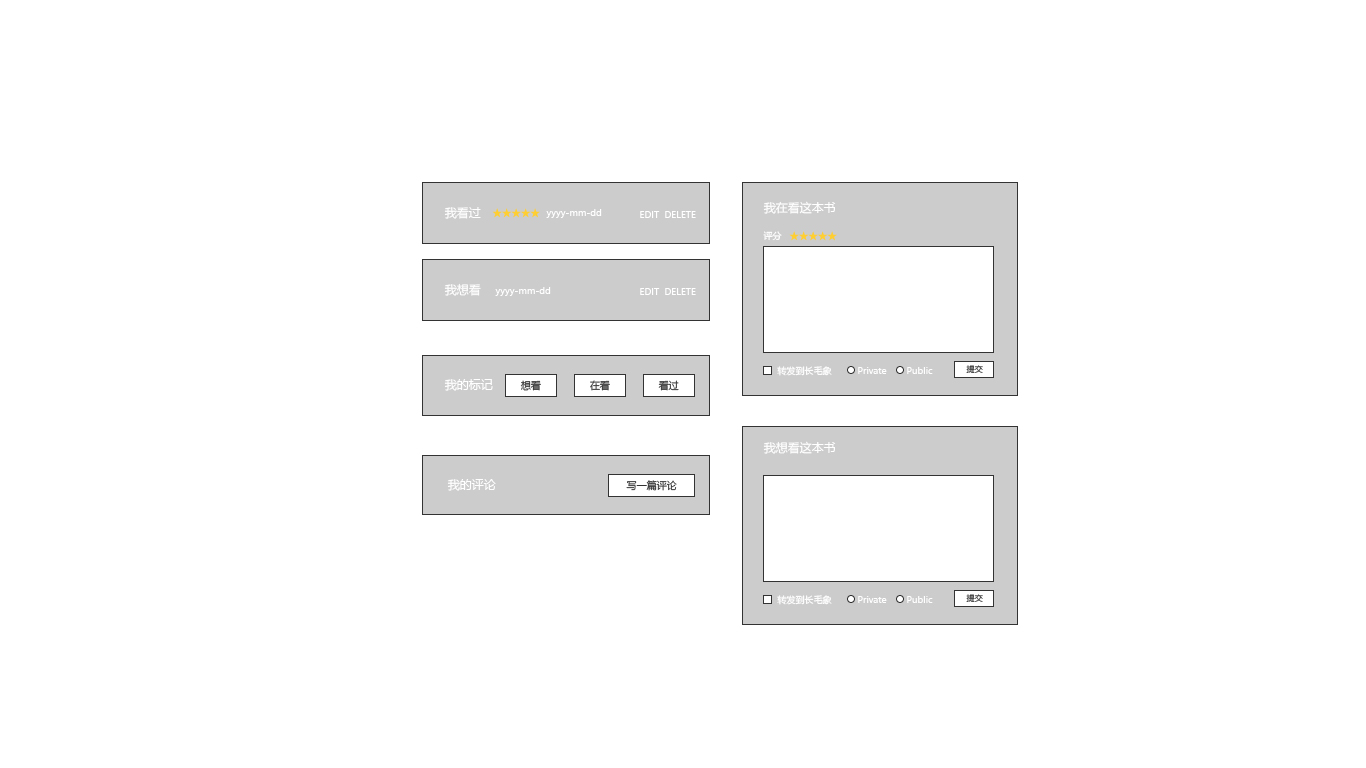 我看过 ★★★★★ yyyy-mm-dd EDIT DELETE
我想看 yyyy-mm-dd EDIT DELETE
我的标记 想看 在看 看过
我的评论 写一篇评论
我在看这本书
评分 ★★★★★
转发到长毛象 Private Public 提交
我想看这本书
转发到长毛象 Private Public 提交